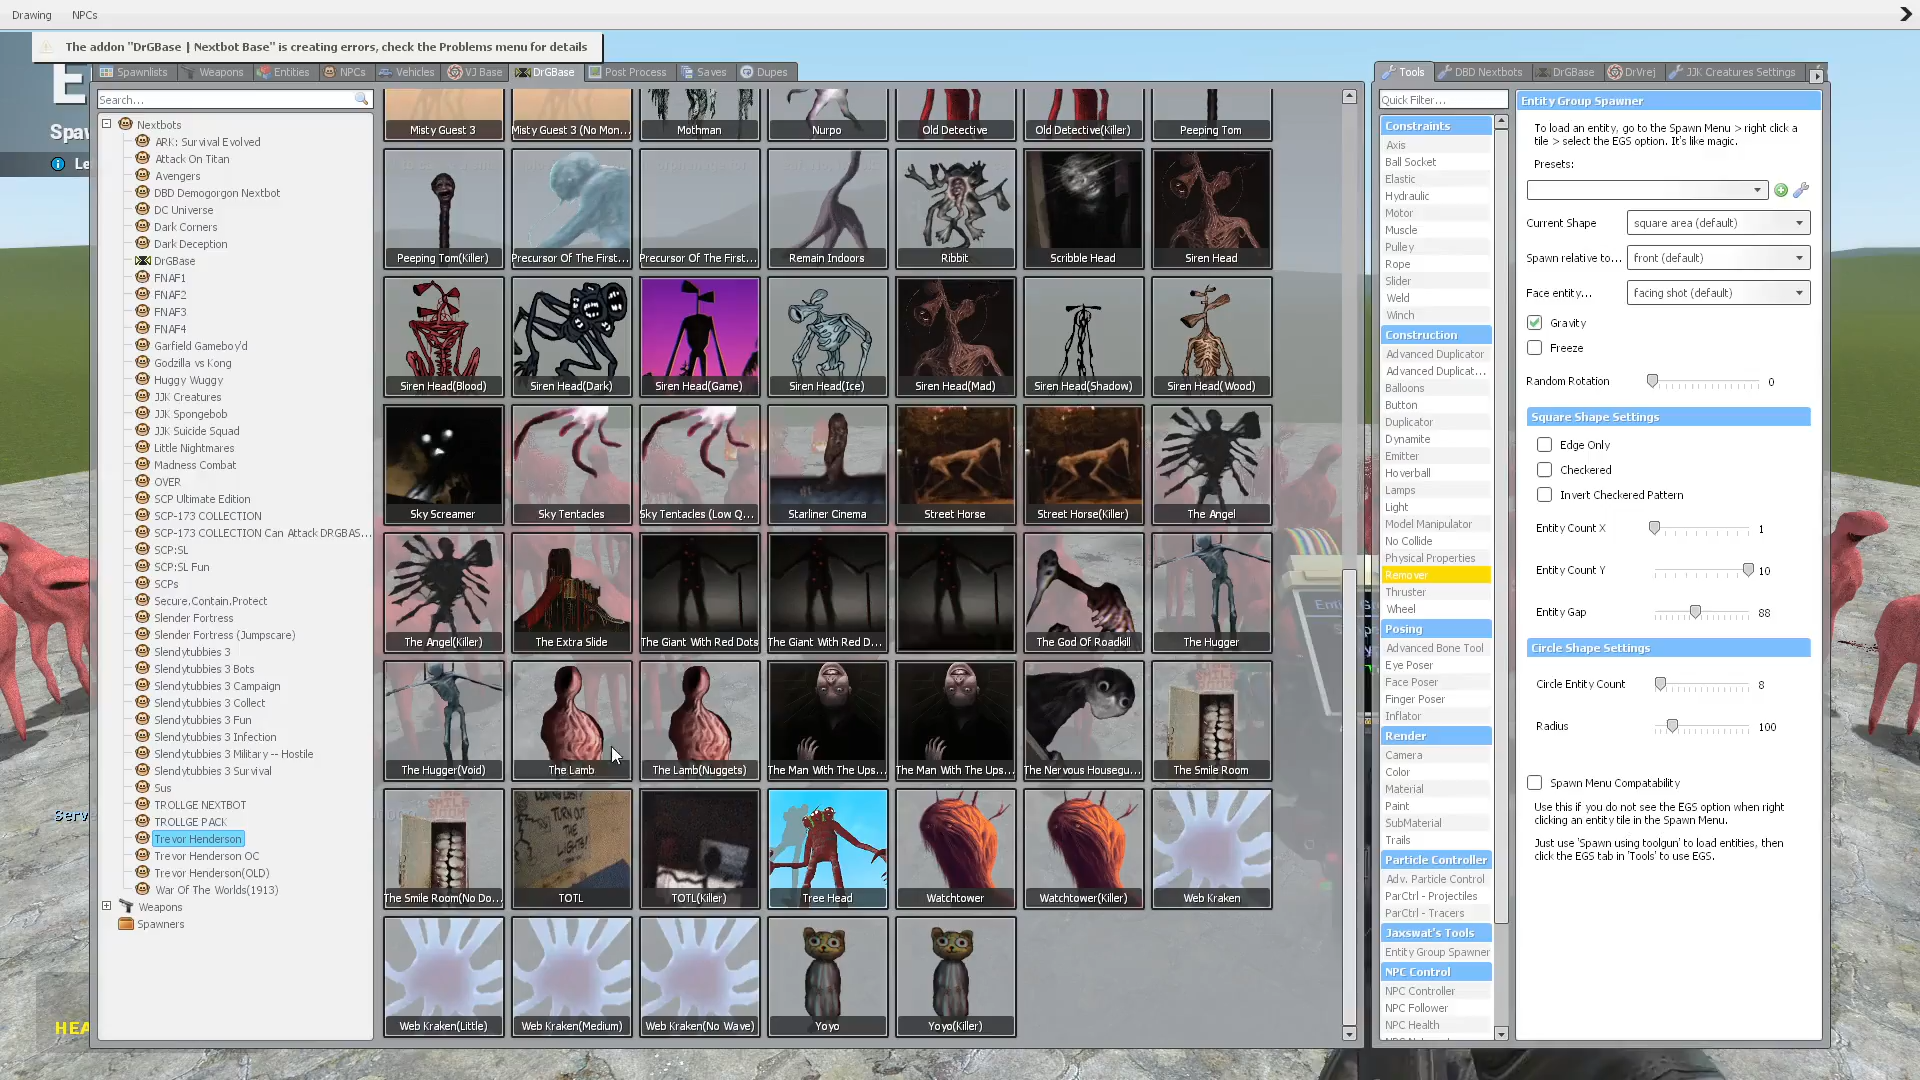 Drawing NPCs
The addon "DrGBase | Nextbot Base" is creating errors, check the Problems menu for details
Spawnlists Weapons Entities NPCs Vehicles VJ Base DrGBase Post Process Saves Dupes
Tools DBD Nextbots DrGBase DrVrej JJK Creatures Settings
E
Spaw
Le
Serv
HEA
Search...
Nextbots
ARK: Survival Evolved
Attack On Titan
Avengers
DBD Demogorgon Nextbot
DC Universe
Dark Corners
Dark Deception
DrGBase
FNAF1
FNAF2
FNAF3
FNAF4
Garfield Gameboy'd
Godzilla vs Kong
Huggy Wuggy
JJK Creatures
JJK Spongebob
JJK Suicide Squad
Little Nightmares
Madness Combat
OVER
SCP Ultimate Edition
SCP-173 COLLECTION
SCP-173 COLLECTION Can Attack DRGBAS...
SCP:SL
SCP:SL Fun
SCPs
Secure.Contain.Protect
Slender Fortress
Slender Fortress (Jumpscare)
Slendytubbies 3
Slendytubbies 3 Bots
Slendytubbies 3 Campaign
Slendytubbies 3 Collect
Slendytubbies 3 Fun
Slendytubbies 3 Infection
Slendytubbies 3 Military -- Hostile
Slendytubbies 3 Survival
Sus
TROLLGE NEXTBOT
TROLLGE PACK
Trevor Henderson
Trevor Henderson OC
Trevor Henderson(OLD)
War Of The Worlds(1913)
Weapons
Spawners
Misty Guest 3 Misty Guest 3 (No Mon... Mothman Nurpo Old Detective Old Detective(Killer) Peeping Tom
Peeping Tom(Killer) Precursor Of The First... Precursor Of The First... Remain Indoors Ribbit Scribble Head Siren Head
Siren Head(Blood) Siren Head(Dark) Siren Head(Game) Siren Head(Ice) Siren Head(Mad) Siren Head(Shadow) Siren Head(Wood)
Sky Screamer Sky Tentacles Sky Tentacles (Low Q... Starliner Cinema Street Horse Street Horse(Killer) The Angel
The Angel(Killer) The Extra Slide The Giant With Red Dots The Giant With Red D... The God Of Roadkill The Hugger
The Hugger(Void) The Lamb The Lamb(Nuggets) The Man With The Ups... The Man With The Ups... The Nervous Housegu... The Smile Room
TURN OUT
THE
LIGHTS!
The Smile Room(No Do... TOTL TOTL(Killer) Tree Head Watchtower Watchtower(Killer) Web Kraken
Web Kraken(Little) Web Kraken(Medium) Web Kraken(No Wave) Yoyo Yoyo(Killer)
Quick Filter...
Constraints
Axis
Ball Socket
Elastic
Hydraulic
Motor
Muscle
Pulley
Rope
Slider
Weld
Winch
Construction
Advanced Duplicator
Advanced Duplicat...
Balloons
Button
Duplicator
Dynamite
Emitter
Hoverball
Lamps
Light
Model Manipulator
No Collide
Physical Properties
Remover
Thruster
Wheel
Posing
Advanced Bone Tool
Eye Poser
Face Poser
Finger Poser
Inflator
Render
Camera
Color
Material
Paint
SubMaterial
Trails
Particle Controller
Adv. Particle Control
ParCtrl - Projectiles
ParCtrl - Tracers
Jaxswat's Tools
Entity Group Spawner
NPC Control
NPC Controller
NPC Follower
NPC Health
Entity Group Spawner
To load an entity, go to the Spawn Menu > right click a
tile > select the EGS option. It's like magic.
Presets:
Current Shape square area (default)
Spawn relative to... front (default)
Face entity... facing shot (default)
Gravity
Freeze
Random Rotation 0
Square Shape Settings
Edge Only
Checkered
Invert Checkered Pattern
Entity Count X 1
Entity Count Y 10
Entity Gap 88
Circle Shape Settings
Circle Entity Count 8
Radius 100
Spawn Menu Compatability
Use this if you do not see the EGS option when right
clicking an entity tile in the Spawn Menu.
Just use 'Spawn using toolgun' to load entities, then
click the EGS tab in 'Tools' to use EGS.